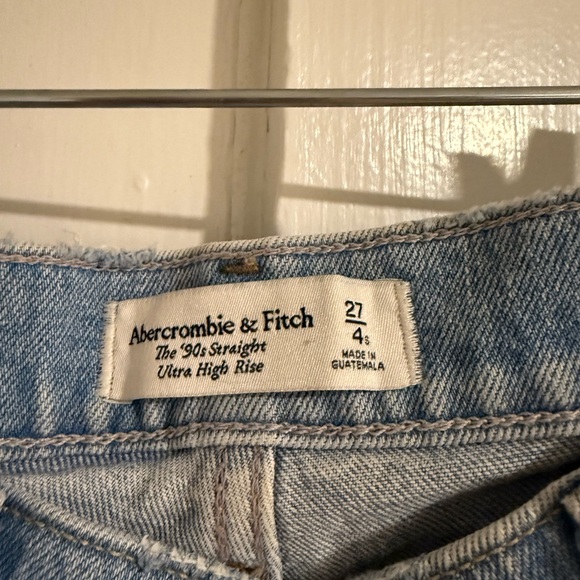 Abercrombie & Fitch
The '90s Straight
Ultra High Rise
27
4s
MADE IN
GUATEMALA